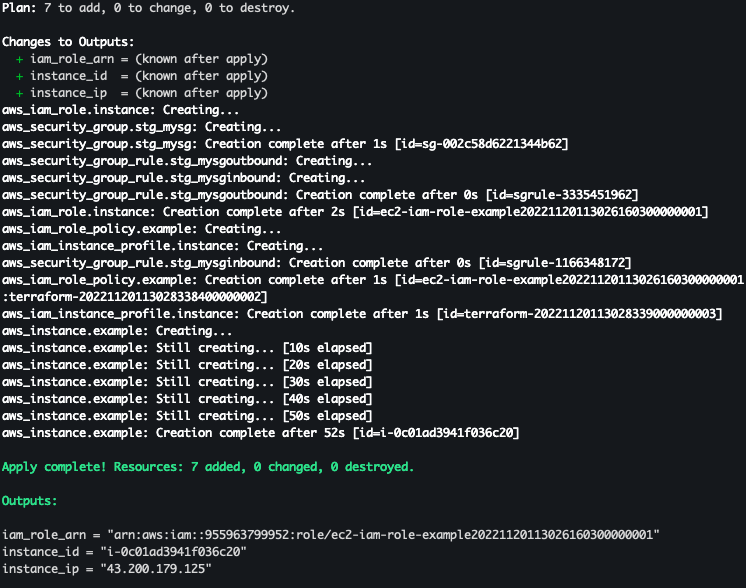 Plan: 7 to add, 0 to change, 0 to destroy.
Changes to Outputs:
+ iam_role_arn = (known after apply)
+ instance_id  = (known after apply)
+ instance_ip  = (known after apply)
aws_iam_role.instance: Creating...
aws_security_group.stg_mysg: Creating...
aws_security_group.stg_mysg: Creation complete after 1s [id=sg-002c58d6221344b62]
aws_security_group_rule.stg_mysgoutbound: Creating...
aws_security_group_rule.stg_mysginbound: Creating...
aws_security_group_rule.stg_mysgoutbound: Creation complete after 0s [id=sgrule-3335451962]
aws_iam_role.instance: Creation complete after 2s [id=ec2-iam-role-example20221120113026160300000001]
aws_iam_role_policy.example: Creating...
aws_iam_instance_profile.instance: Creating...
aws_security_group_rule.stg_mysginbound: Creation complete after 0s [id=sgrule-1166348172]
aws_iam_role_policy.example: Creation complete after 1s [id=ec2-iam-role-example20221120113026160300000001
:terraform-20221120113028338400000002]
aws_iam_instance_profile.instance: Creation complete after 1s [id=terraform-20221120113028339000000003]
aws_instance.example: Creating...
aws_instance.example: Still creating... [10s elapsed]
aws_instance.example: Still creating... [20s elapsed]
aws_instance.example: Still creating... [30s elapsed]
aws_instance.example: Still creating... [40s elapsed]
aws_instance.example: Still creating... [50s elapsed]
aws_instance.example: Creation complete after 52s [id=i-0c01ad3941f036c20]
Apply complete! Resources: 7 added, 0 changed, 0 destroyed.
Outputs:
iam_role_arn = "arn:aws:iam::955963799952:role/ec2-iam-role-example20221120113026160300000001"
instance_id = "i-0c01ad3941f036c20"
instance_ip = "43.200.179.125"